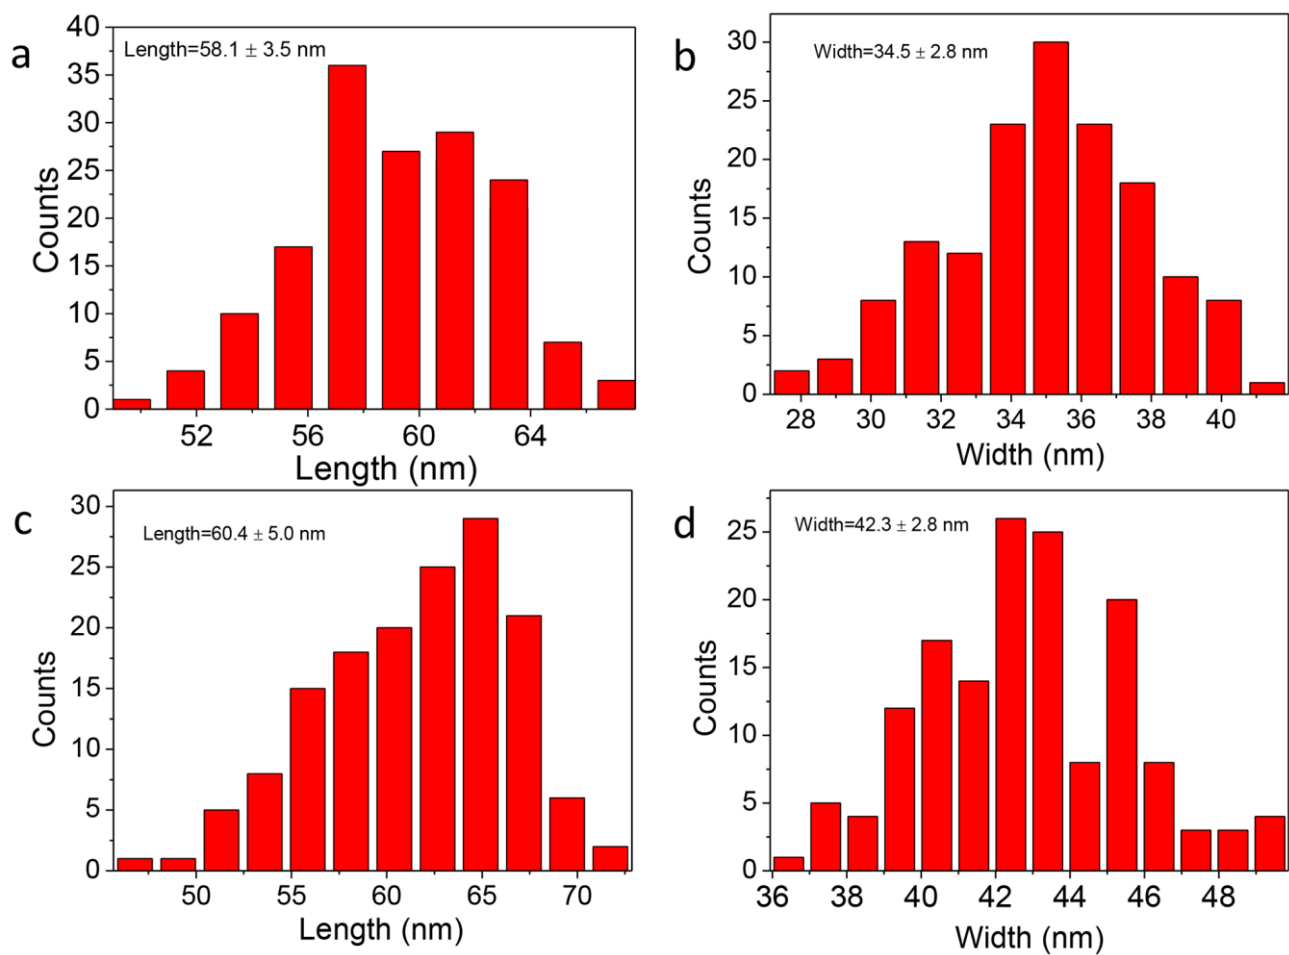 a
Length=58.1 ± 3.5 nm
Counts
40
35
30
25
20
15
10
5
0
52 56 60 64
Length (nm)
b
Width=34.5 ± 2.8 nm
Counts
30
25
20
15
10
5
0
28 30 32 34 36 38 40
Width (nm)
c
Length=60.4 ± 5.0 nm
Counts
30
25
20
15
10
5
0
50 55 60 65 70
Length (nm)
d
Width=42.3 ± 2.8 nm
Counts
25
20
15
10
5
0
36 38 40 42 44 46 48
Width (nm)